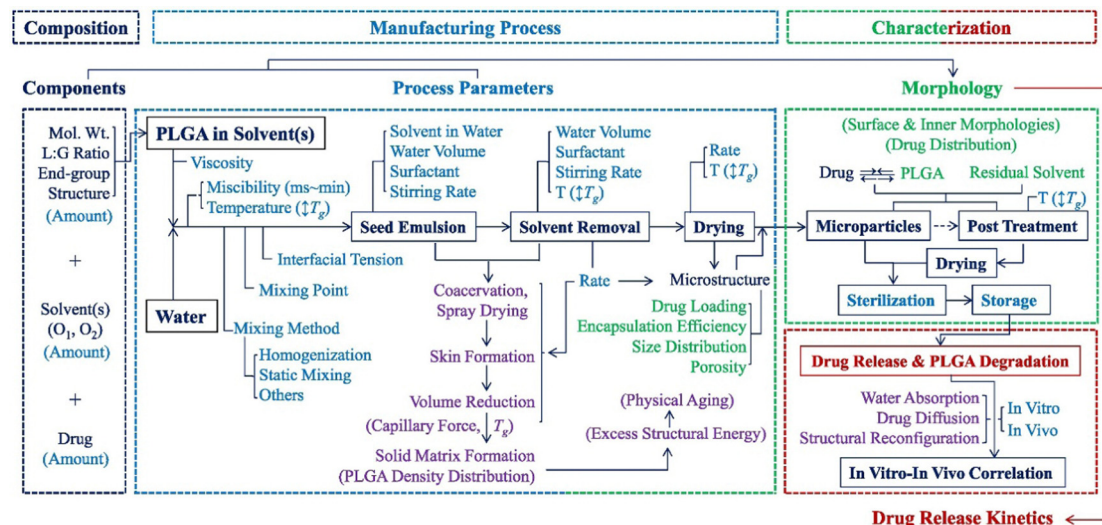 Composition
Manufacturing Process
Characterization
Components
Process Parameters
Morphology
Mol. Wt.
L:G Ratio
End-group
Structure
(Amount)
+
Solvent(s)
(O₁, O₂)
(Amount)
+
Drug
(Amount)
PLGA in Solvent(s)
Viscosity
Miscibility (ms~min)
Temperature (↕Tg)
Interfacial Tension
Mixing Point
Water
Mixing Method
Homogenization
Static Mixing
Others
Solvent in Water
Water Volume
Surfactant
Stirring Rate
Seed Emulsion
Water Volume
Surfactant
Stirring Rate
T (↕Tg)
Solvent Removal
Rate
T (↕Tg)
Drying
Coacervation,
Spray Drying
Skin Formation
Volume Reduction
(Capillary Force, Tg)
Solid Matrix Formation
(PLGA Density Distribution)
Rate
Microstructure
Drug Loading
Encapsulation Efficiency
Size Distribution
Porosity
(Physical Aging)
(Excess Structural Energy)
(Surface & Inner Morphologies)
(Drug Distribution)
Drug PLGA Residual Solvent
T (↕Tg)
Microparticles
Post Treatment
Drying
Sterilization
Storage
Drug Release & PLGA Degradation
Water Absorption
Drug Diffusion
Structural Reconfiguration
In Vitro
In Vivo
In Vitro-In Vivo Correlation
Drug Release Kinetics